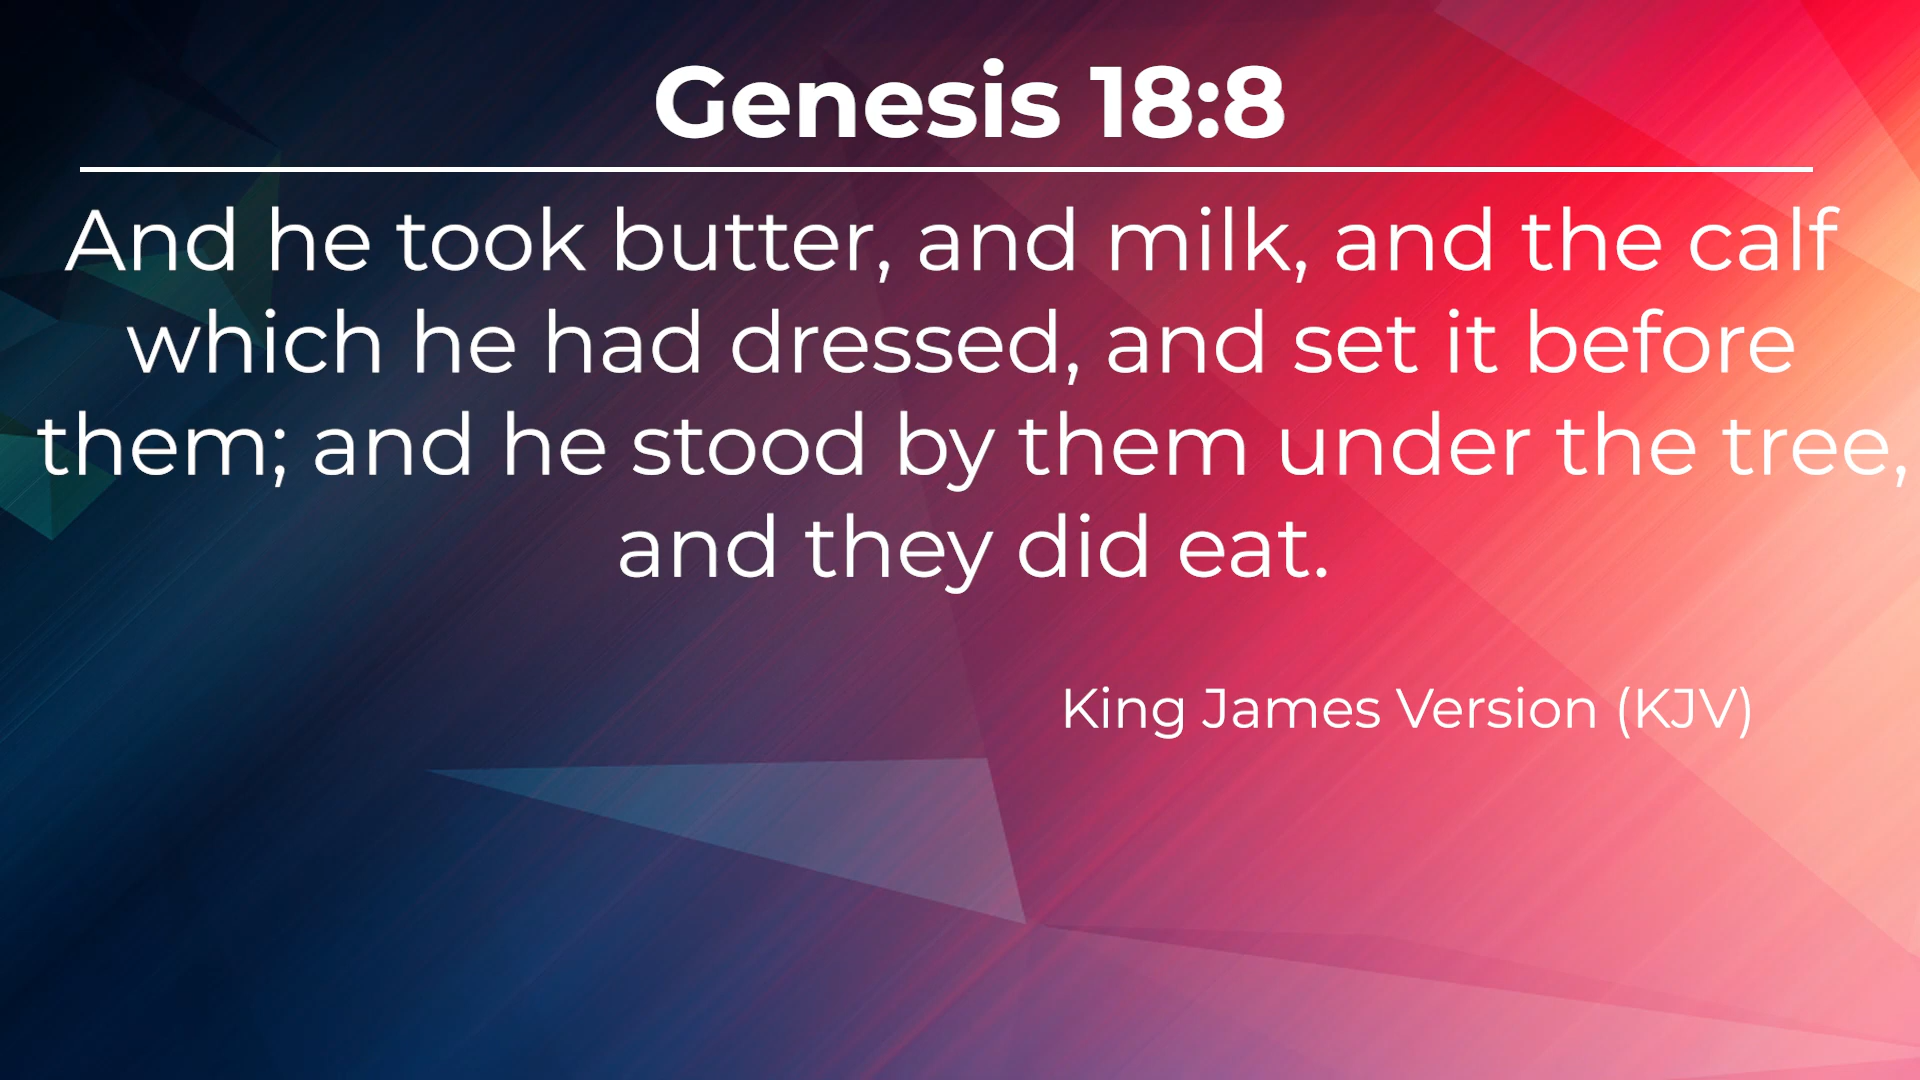 Genesis 18:8
And he took butter, and milk, and the calf
which he had dressed, and set it before
them; and he stood by them under the tree,
and they did eat.
King James Version (KJV)